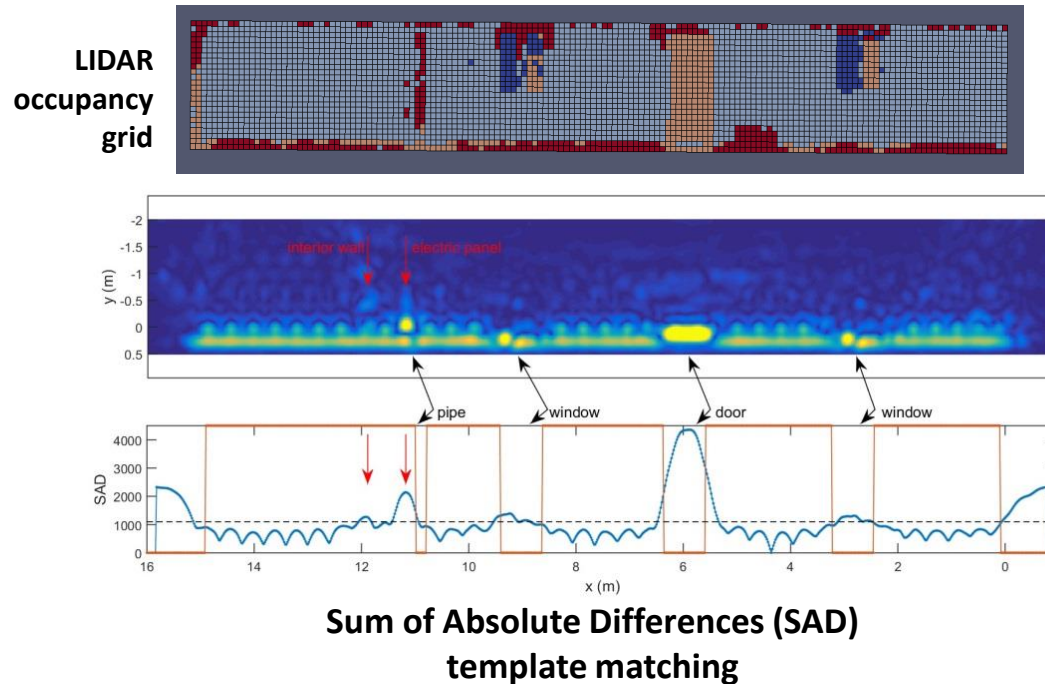 LIDAR
occupancy
grid
-2
-1.5
-1
-0.5
0
0.5
y (m)
interior wall
electric panel
pipe
window
door
window
4000
3000
2000
1000
0
SAD
16
14
12
10
8
6
4
2
0
x (m)
Sum of Absolute Differences (SAD)
template matching